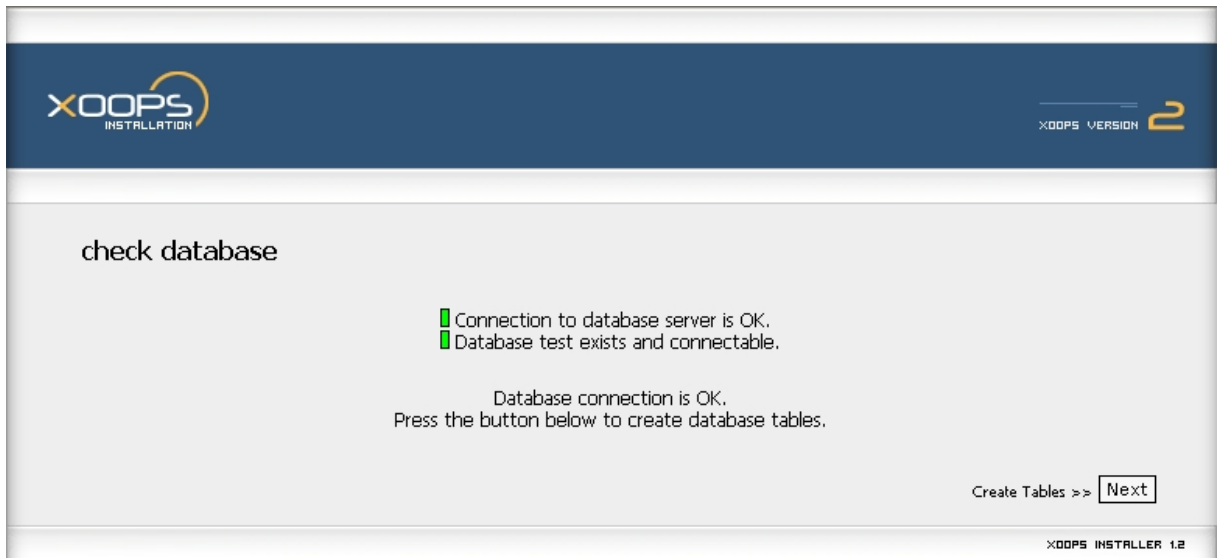 XOOPS
INSTALLATION
XOOPS VERSION 2
check database
Connection to database server is OK.
Database test exists and connectable.
Database connection is OK.
Press the button below to create database tables.
Create Tables >> Next
XOOPS INSTALLER 1.2